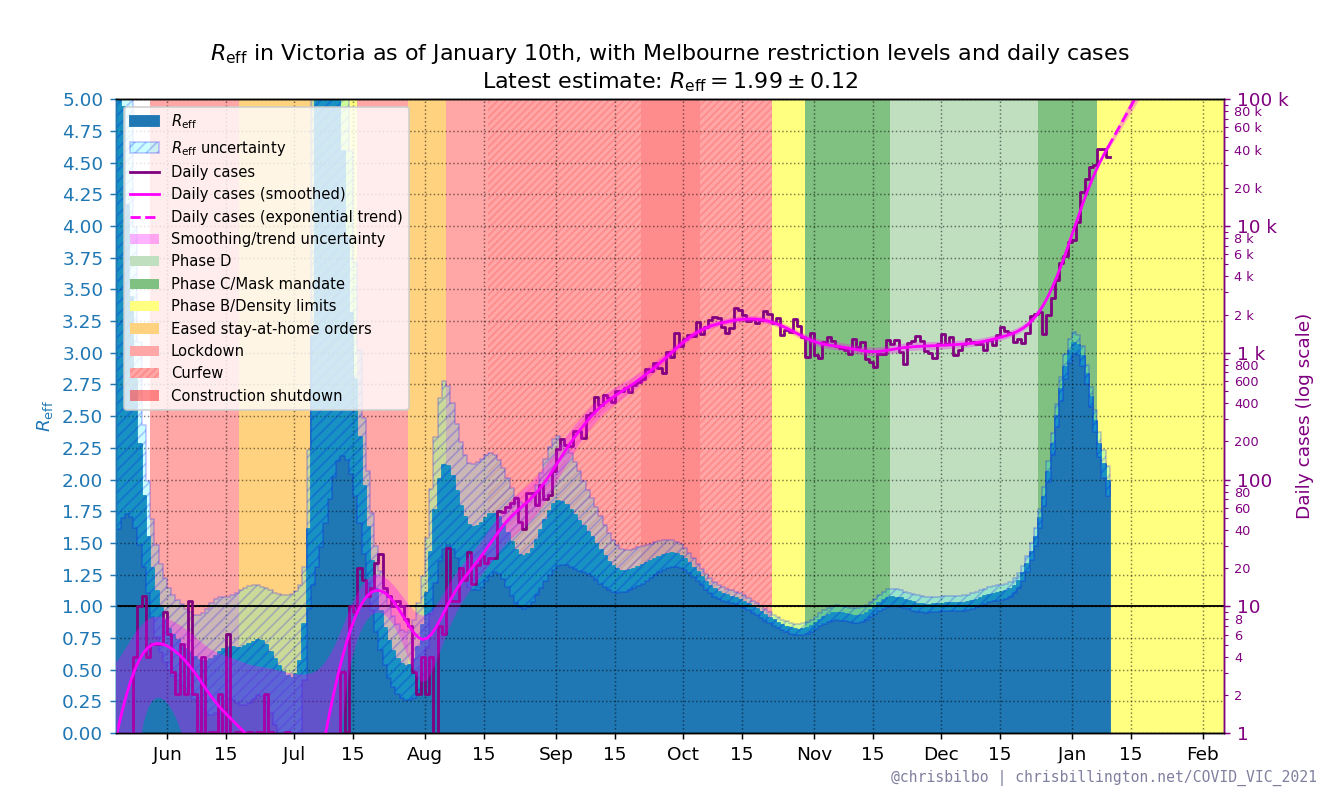 R_eff in Victoria as of January 10th, with Melbourne restriction levels and daily cases
Latest estimate: R_eff = 1.99 ± 0.12
R_eff
R_eff uncertainty
Daily cases
Daily cases (smoothed)
Daily cases (exponential trend)
Smoothing/trend uncertainty
Phase D
Phase C/Mask mandate
Phase B/Density limits
Eased stay-at-home orders
Lockdown
Curfew
Construction shutdown
R_eff
5.00
4.75
4.50
4.25
4.00
3.75
3.50
3.25
3.00
2.75
2.50
2.25
2.00
1.75
1.50
1.25
1.00
0.75
0.50
0.25
0.00
100 k
80 k
60 k
40 k
20 k
10 k
8 k
6 k
4 k
2 k
1 k
800
600
400
200
100
80
60
40
20
10
8
6
4
2
1
Daily cases (log scale)
Jun 15 Jul 15 Aug 15 Sep 15 Oct 15 Nov 15 Dec 15 Jan 15 Feb
@chrisbilbo | chrisbillington.net/COVID_VIC_2021